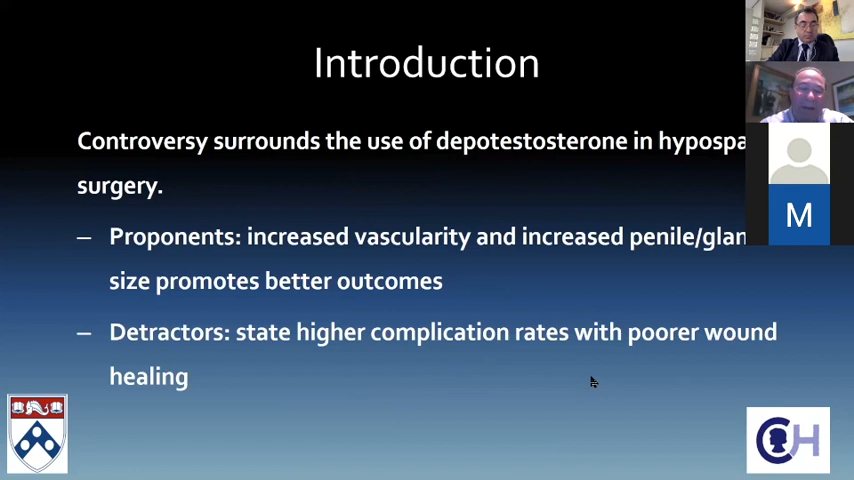 Introduction
Controversy surrounds the use of depotestosterone in
surgery.
– Proponents: increased vascularity and increased penile/glan
size promotes better outcomes
– Detractors: state higher complication rates with poorer wound
healing
M
CH